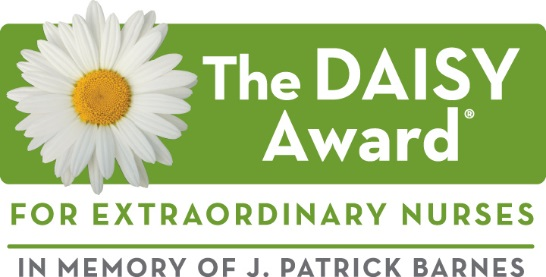 The DAISY
Award®
FOR EXTRAORDINARY NURSES
IN MEMORY OF J. PATRICK BARNES